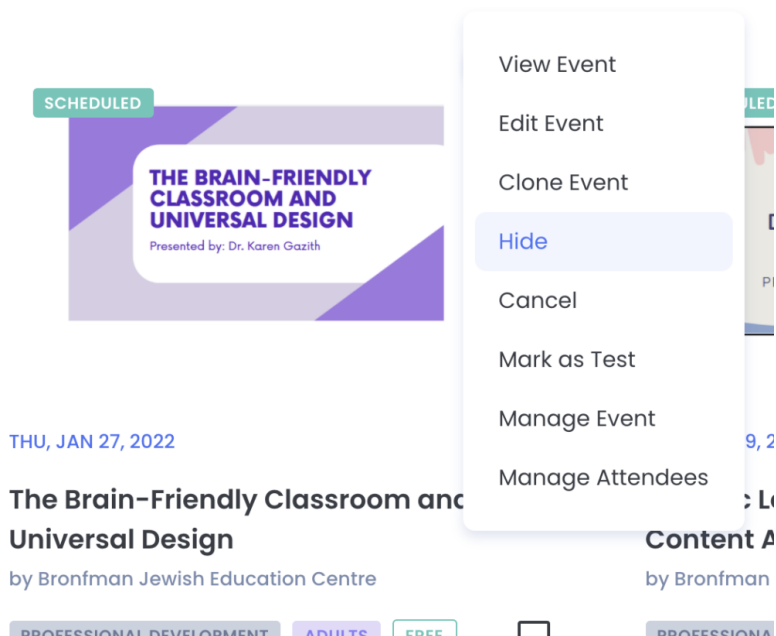 SCHEDULED
THE BRAIN-FRIENDLY
CLASSROOM AND
UNIVERSAL DESIGN
Presented by: Dr. Karen Gazith
View Event
Edit Event
Clone Event
Hide
Cancel
Mark as Test
Manage Event
Manage Attendees
THU, JAN 27, 2022
The Brain-Friendly Classroom and
Universal Design
by Bronfman Jewish Education Centre
PROFESSIONAL DEVELOPMENT
ADULTS
FREE
Content
by Bronfman